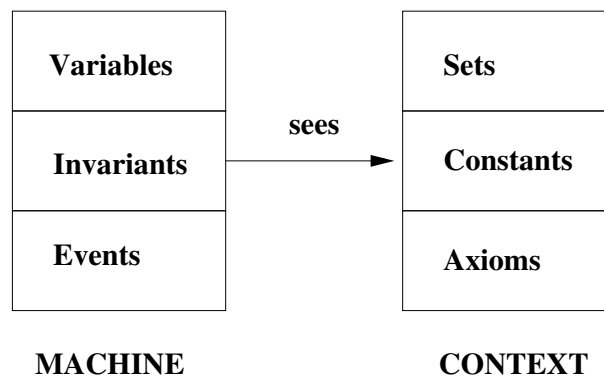 Variables
Invariants
Events
MACHINE
sees
Sets
Constants
Axioms
CONTEXT